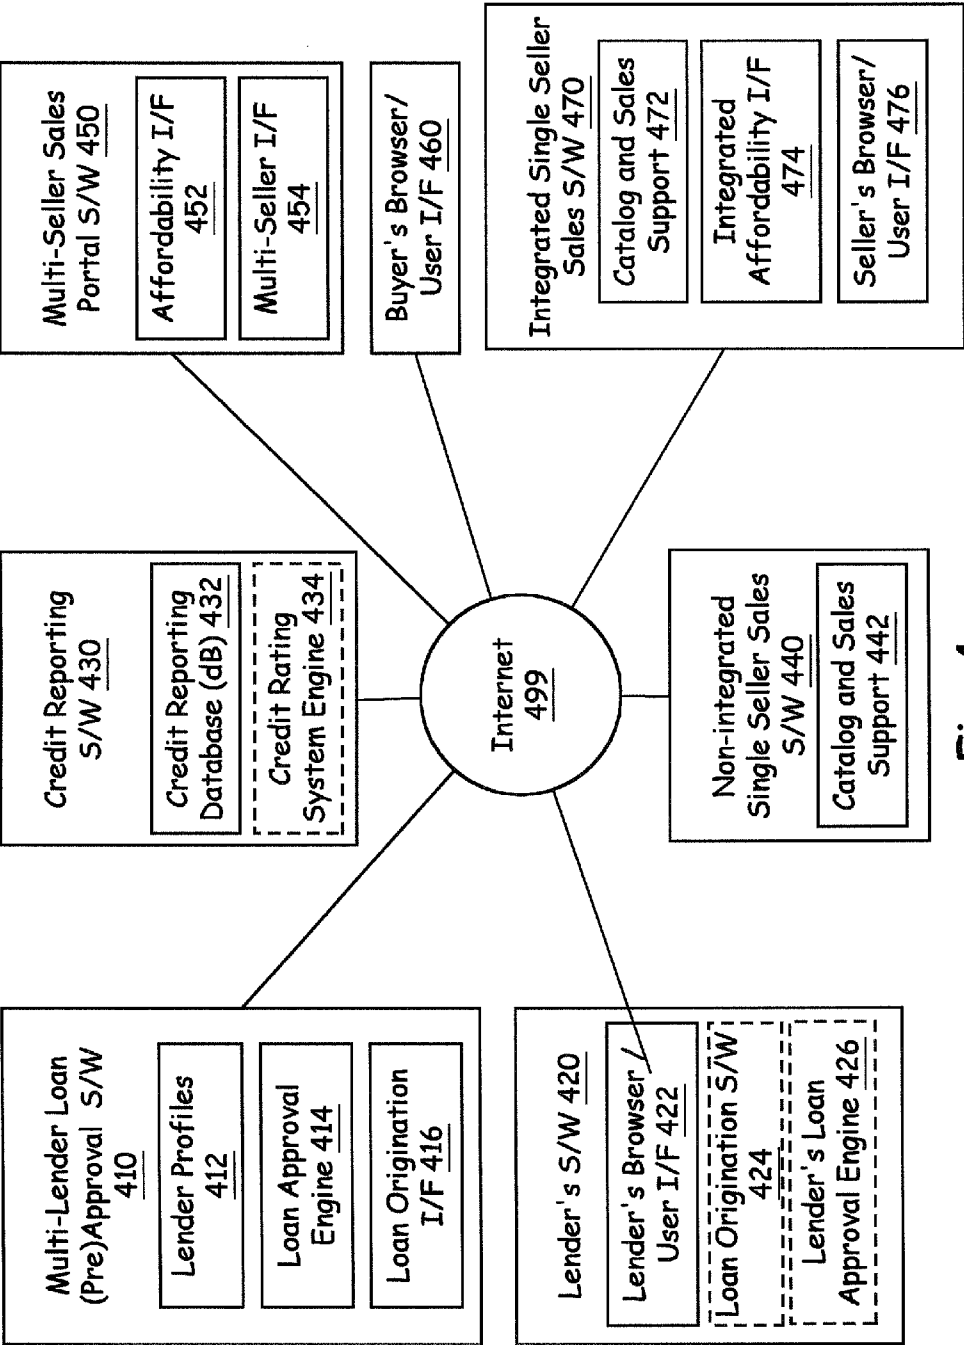 Multi-Lender Loan
(Pre)Approval S/W
410
Lender Profiles
412
Loan Approval
Engine 414
Loan Origination
I/F 416
Credit Reporting
S/W 430
Credit Reporting
Database (dB) 432
Credit Rating
System Engine 434
Multi-Seller Sales
Portal S/W 450
Affordability I/F
452
Multi-Seller I/F
454
Buyer's Browser/
User I/F 460
Internet
499
Lender's S/W 420
Lender's Browser /
User I/F 422
Loan Origination S/W
424
Lender's Loan
Approval Engine 426
Non-integrated
Single Seller Sales
S/W 440
Catalog and Sales
Support 442
Integrated Single Seller
Sales S/W 470
Catalog and Sales
Support 472
Integrated
Affordability I/F
474
Seller's Browser/
User I/F 476